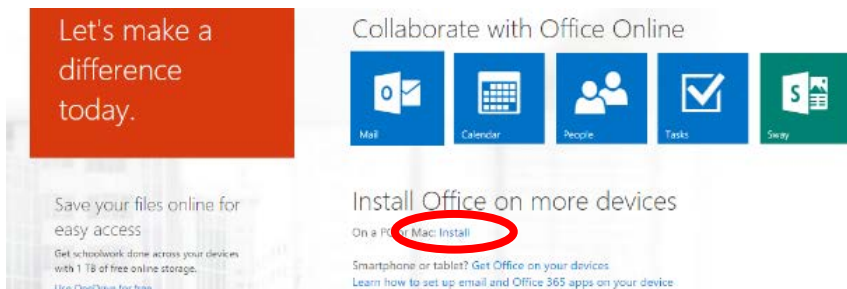 Let's make a
difference
today.
Collaborate with Office Online
Mail
Calendar
People
Tasks
Sway
Save your files online for
easy access
Get schoolwork done across your devices
with 1 TB of free online storage.
Use OneDrive for free
Install Office on more devices
On a PC or Mac: Install
Smartphone or tablet? Get Office on your devices
Learn how to set up email and Office 365 apps on your device